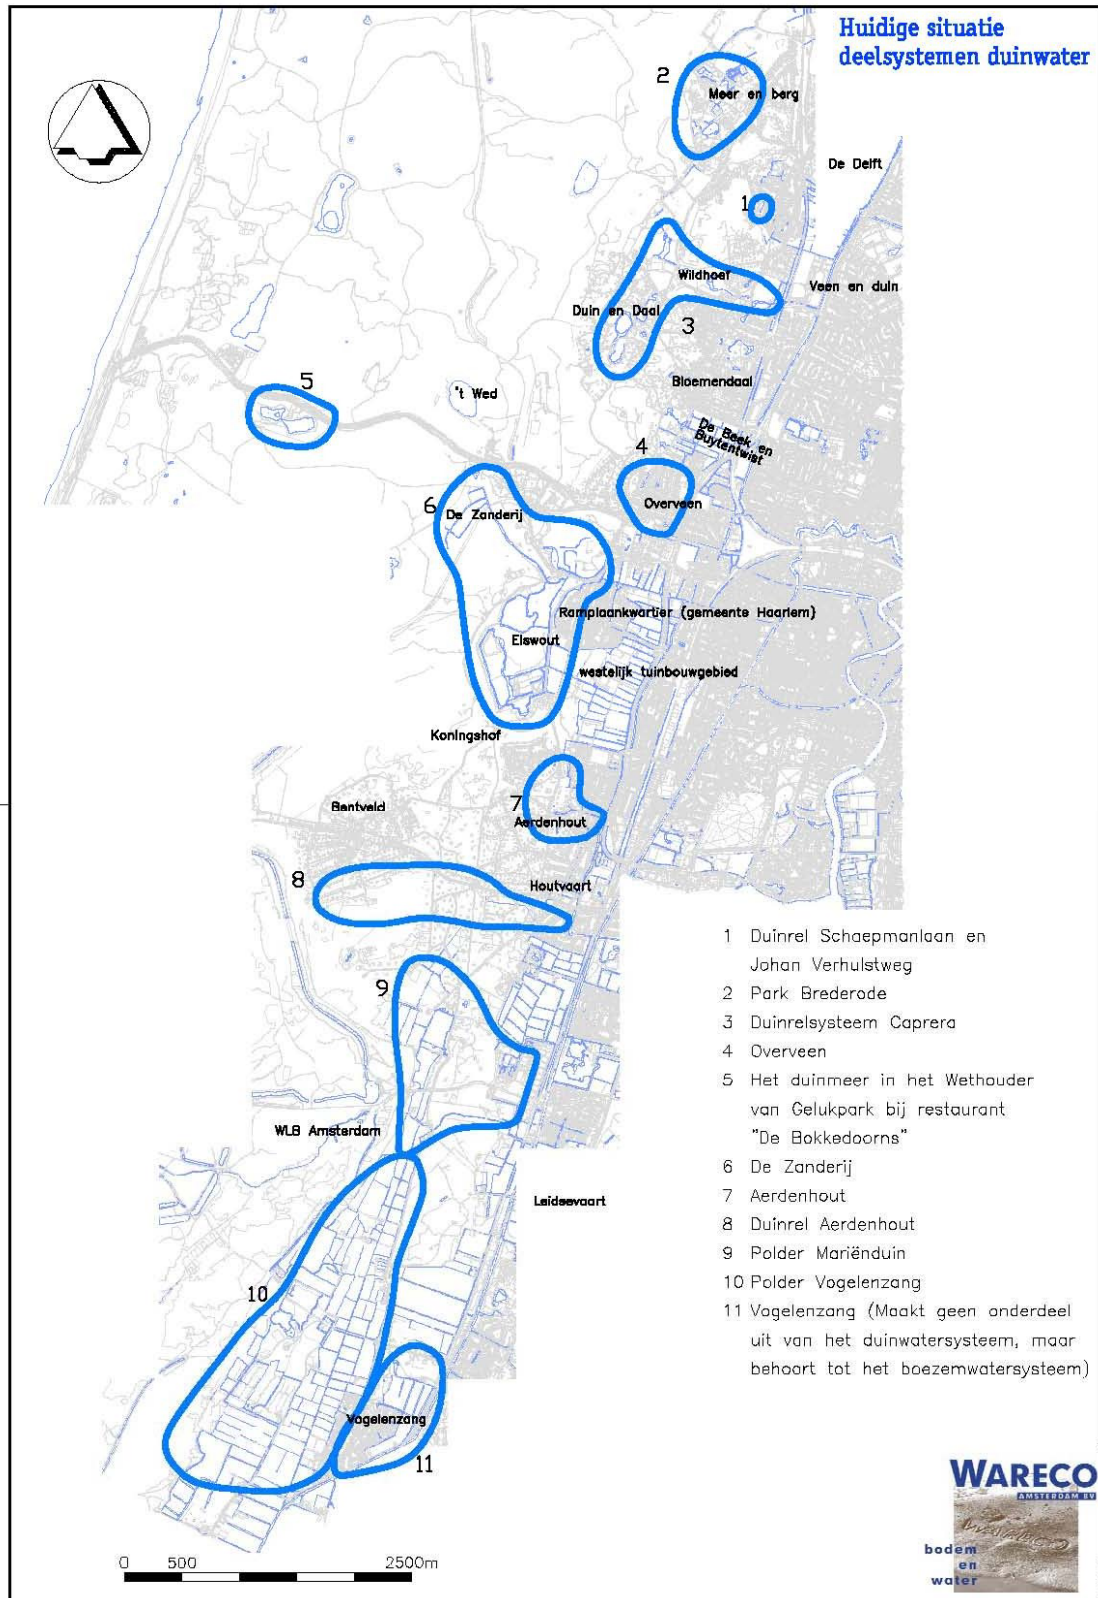 Huidige situatie
deelsystemen duinwater
2
Meer en berg
De Delft
1
Wildhoef
Veen en duin
Duin en Daal
3
Bloemendaal
5
't Wed
De Beek en
Buytentwist
4
Overveen
6
De Zanderij
Ramplaankwartier (gemeente Haarlem)
Elswout
westelijk tuinbouwgebied
Koningshof
Bentveld
7
Aerdenhout
8
Houtvaart
9
WLB Amsterdam
Leidsevaart
10
Vogelenzang
11
1 Duinrel Schaepmanlaan en
Johan Verhulstweg
2 Park Brederode
3 Duinrelsysteem Caprera
4 Overveen
5 Het duinmeer in het Wethouder
van Gelukpark bij restaurant
"De Bokkedoorns"
6 De Zanderij
7 Aerdenhout
8 Duinrel Aerdenhout
9 Polder Mariënduin
10 Polder Vogelenzang
11 Vogelenzang (Maakt geen onderdeel
uit van het duinwatersysteem, maar
behoort tot het boezemwatersysteem)
WARECO
AMSTERDAM BV
bodem
en
water
0 500 2500m